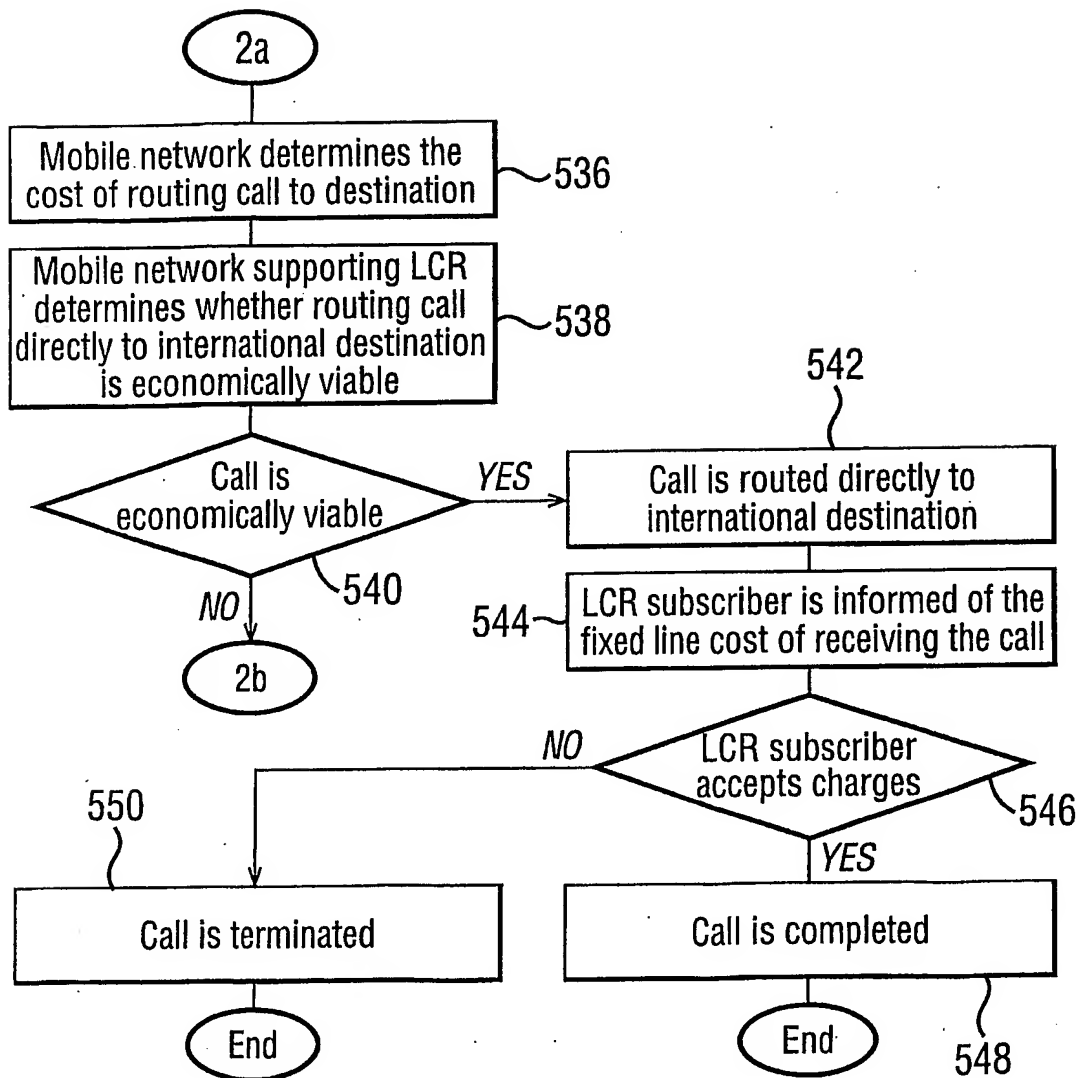 2a
Mobile network determines the
cost of routing call to destination
536
Mobile network supporting LCR
determines whether routing call
directly to international destination
is economically viable
538
Call is
economically viable
540
YES
NO
2b
542
Call is routed directly to
international destination
544
LCR subscriber is informed of the
fixed line cost of receiving the call
LCR subscriber
accepts charges
546
NO
YES
550
Call is terminated
End
Call is completed
548
End